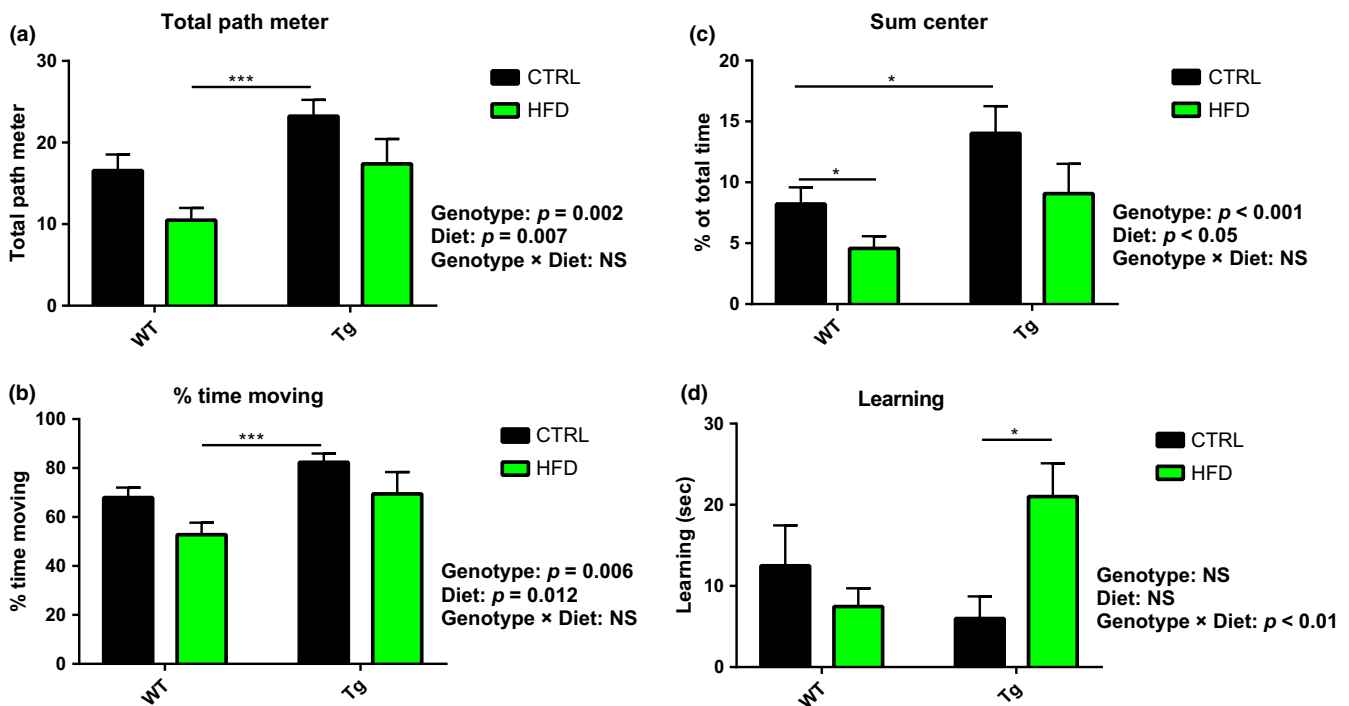 (a)
Total path meter
Total path meter
30
20
10
0
***
CTRL
HFD
Genotype: p = 0.002
Diet: p = 0.007
Genotype × Diet: NS
WT
Tg
(c)
Sum center
% ot total time
20
15
10
5
0
*
*
CTRL
HFD
Genotype: p < 0.001
Diet: p < 0.05
Genotype × Diet: NS
WT
Tg
(b)
% time moving
% time moving
100
80
60
40
20
0
***
CTRL
HFD
Genotype: p = 0.006
Diet: p = 0.012
Genotype × Diet: NS
WT
Tg
(d)
Learning
Learning (sec)
30
20
10
0
*
CTRL
HFD
Genotype: NS
Diet: NS
Genotype × Diet: p < 0.01
WT
Tg